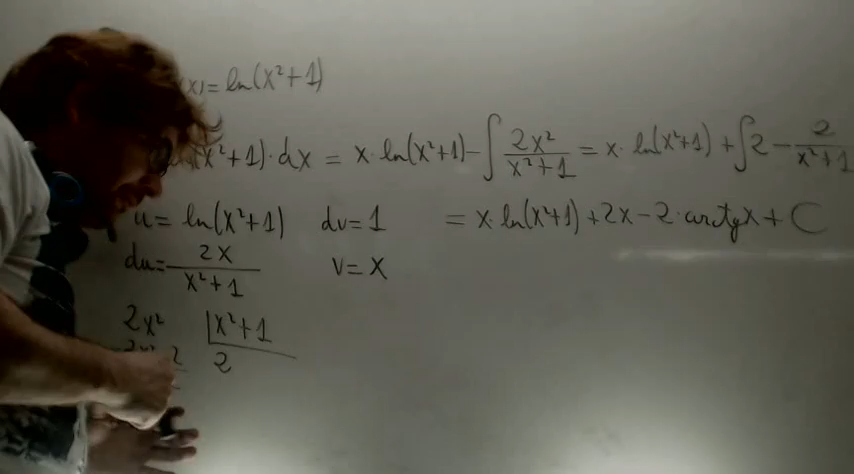 x) = ln(x²+1)
(x²+1)·dx = x·ln(x²+1) - ∫ 2x²/(x²+1) = x·ln(x²+1) + ∫ 2 - 2/(x²+1)
u = ln(x²+1) dv = 1 = x·ln(x²+1) + 2x - 2·arctgx + C
du = 2x/(x²+1) v = x
2x² |x²+1
2